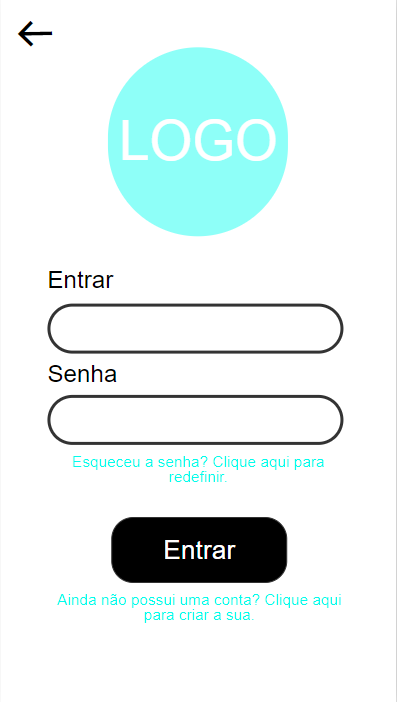 LOGO
Entrar
Senha
Esqueceu a senha? Clique aqui para
redefinir.
Entrar
Ainda não possui uma conta? Clique aqui
para criar a sua.